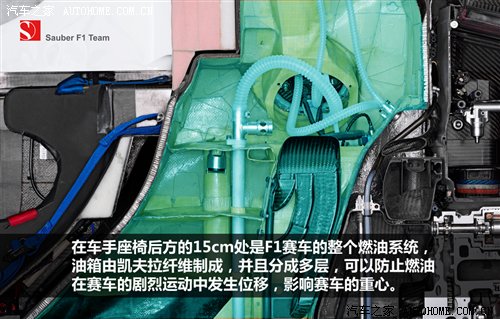 汽车之家 WWW.AUTOHOME.COM.CN
Sauber F1 Team
在车手座椅后方的15cm处是F1赛车的整个燃油系统，
油箱由凯夫拉纤维制成，并且分成多层，可以防止燃油
在赛车的剧烈运动中发生位移，影响赛车的重心。